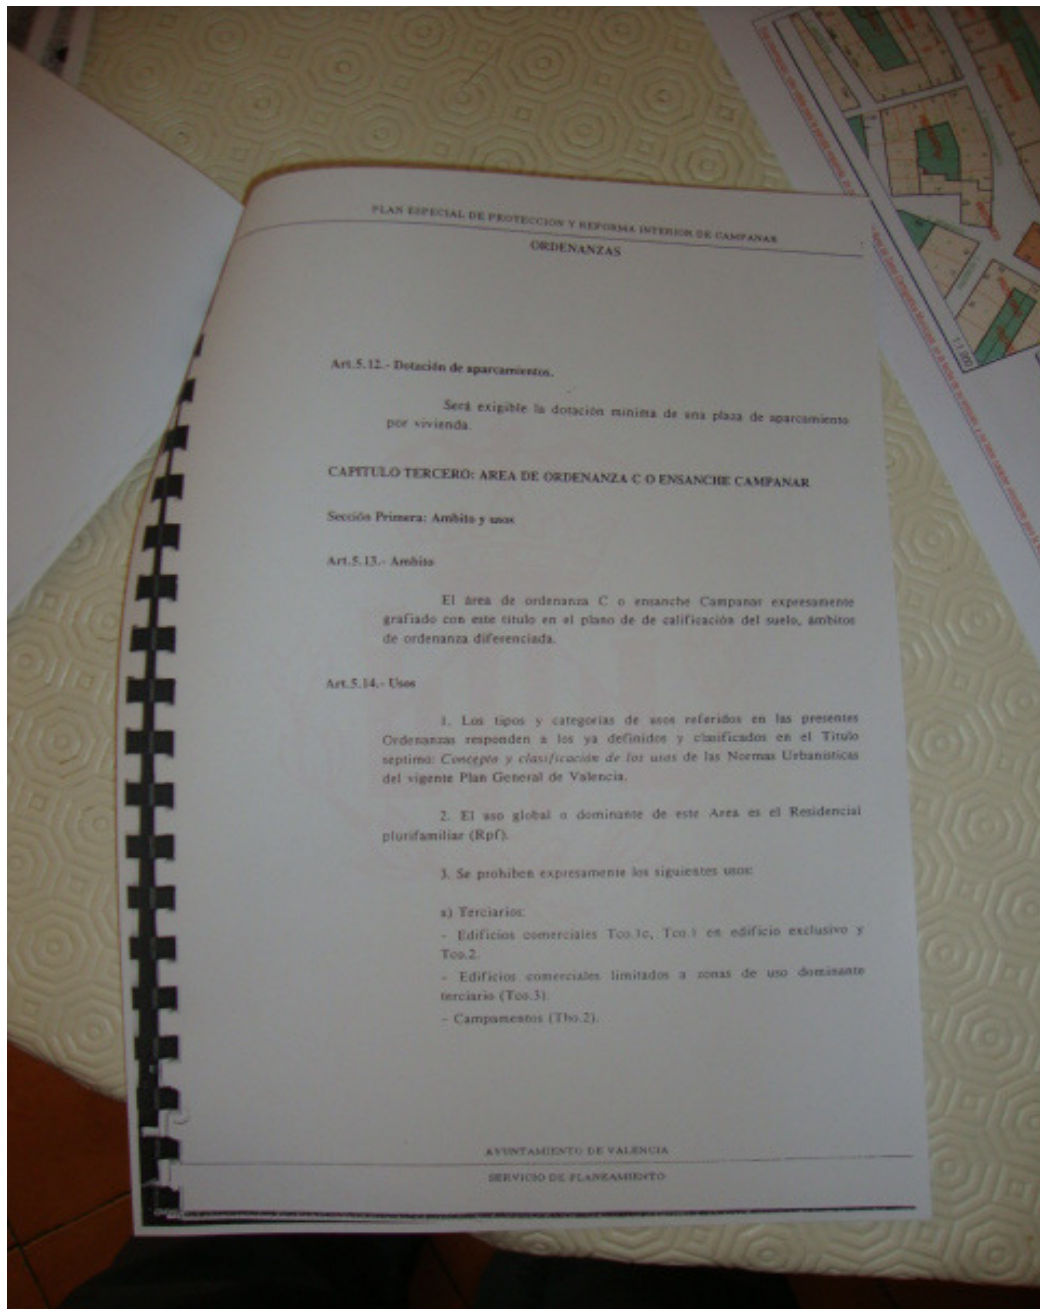 PLAN ESPECIAL DE PROTECCION Y REFORMA INTERIOR DE CAMPANAR
ORDENANZAS
Art.5.12.- Dotación de aparcamientos.
Será exigible la dotación mínima de una plaza de aparcamiento
por vivienda.
CAPITULO TERCERO: AREA DE ORDENANZA C O ENSANCHE CAMPANAR
Sección Primera: Ambito y usos
Art.5.13.- Ambito
El área de ordenanza C o ensanche Campanar expresamente
grafiado con este título en el plano de de calificación del suelo, ámbitos
de ordenanza diferenciada.
Art.5.14.- Usos
1. Los tipos y categorías de usos referidos en las presentes
Ordenanzas responden a los ya definidos y clasificados en el Título
septimo: Concepto y clasificación de los usos de las Normas Urbanísticas
del vigente Plan General de Valencia.
2. El uso global o dominante de este Area es el Residencial
plurifamiliar (Rpf).
3. Se prohiben expresamente los siguientes usos:
a) Terciarios:
- Edificios comerciales Tco.1c, Tco.1 en edificio exclusivo y
Tco.2.
- Edificios comerciales limitados a zonas de uso dominante
terciario (Tco.3).
- Campamentos (Tho.2).
AYUNTAMIENTO DE VALENCIA
SERVICIO DE PLANEAMIENTO
1:1.000